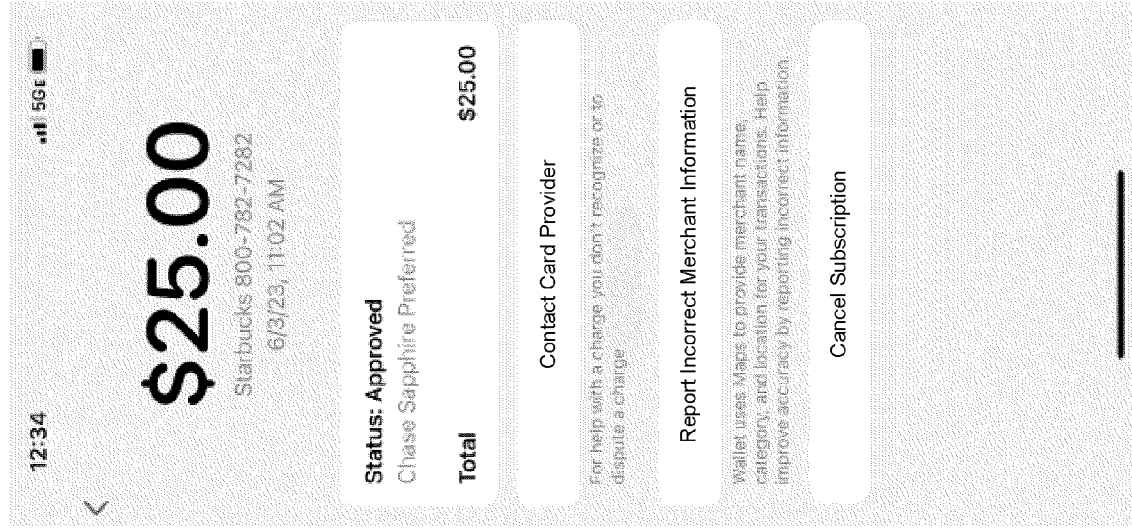 12:34
5GE
$25.00
Starbucks 800-782-7282
6/3/23, 11:02 AM
Status: Approved
Chase Sapphire Preferred
Total $25.00
Contact Card Provider
For help with a charge you don't recognize or to
dispute a charge
Report Incorrect Merchant Information
Wallet uses Maps to provide merchant name,
category, and location for your transactions. Help
improve accuracy by reporting incorrect information.
Cancel Subscription